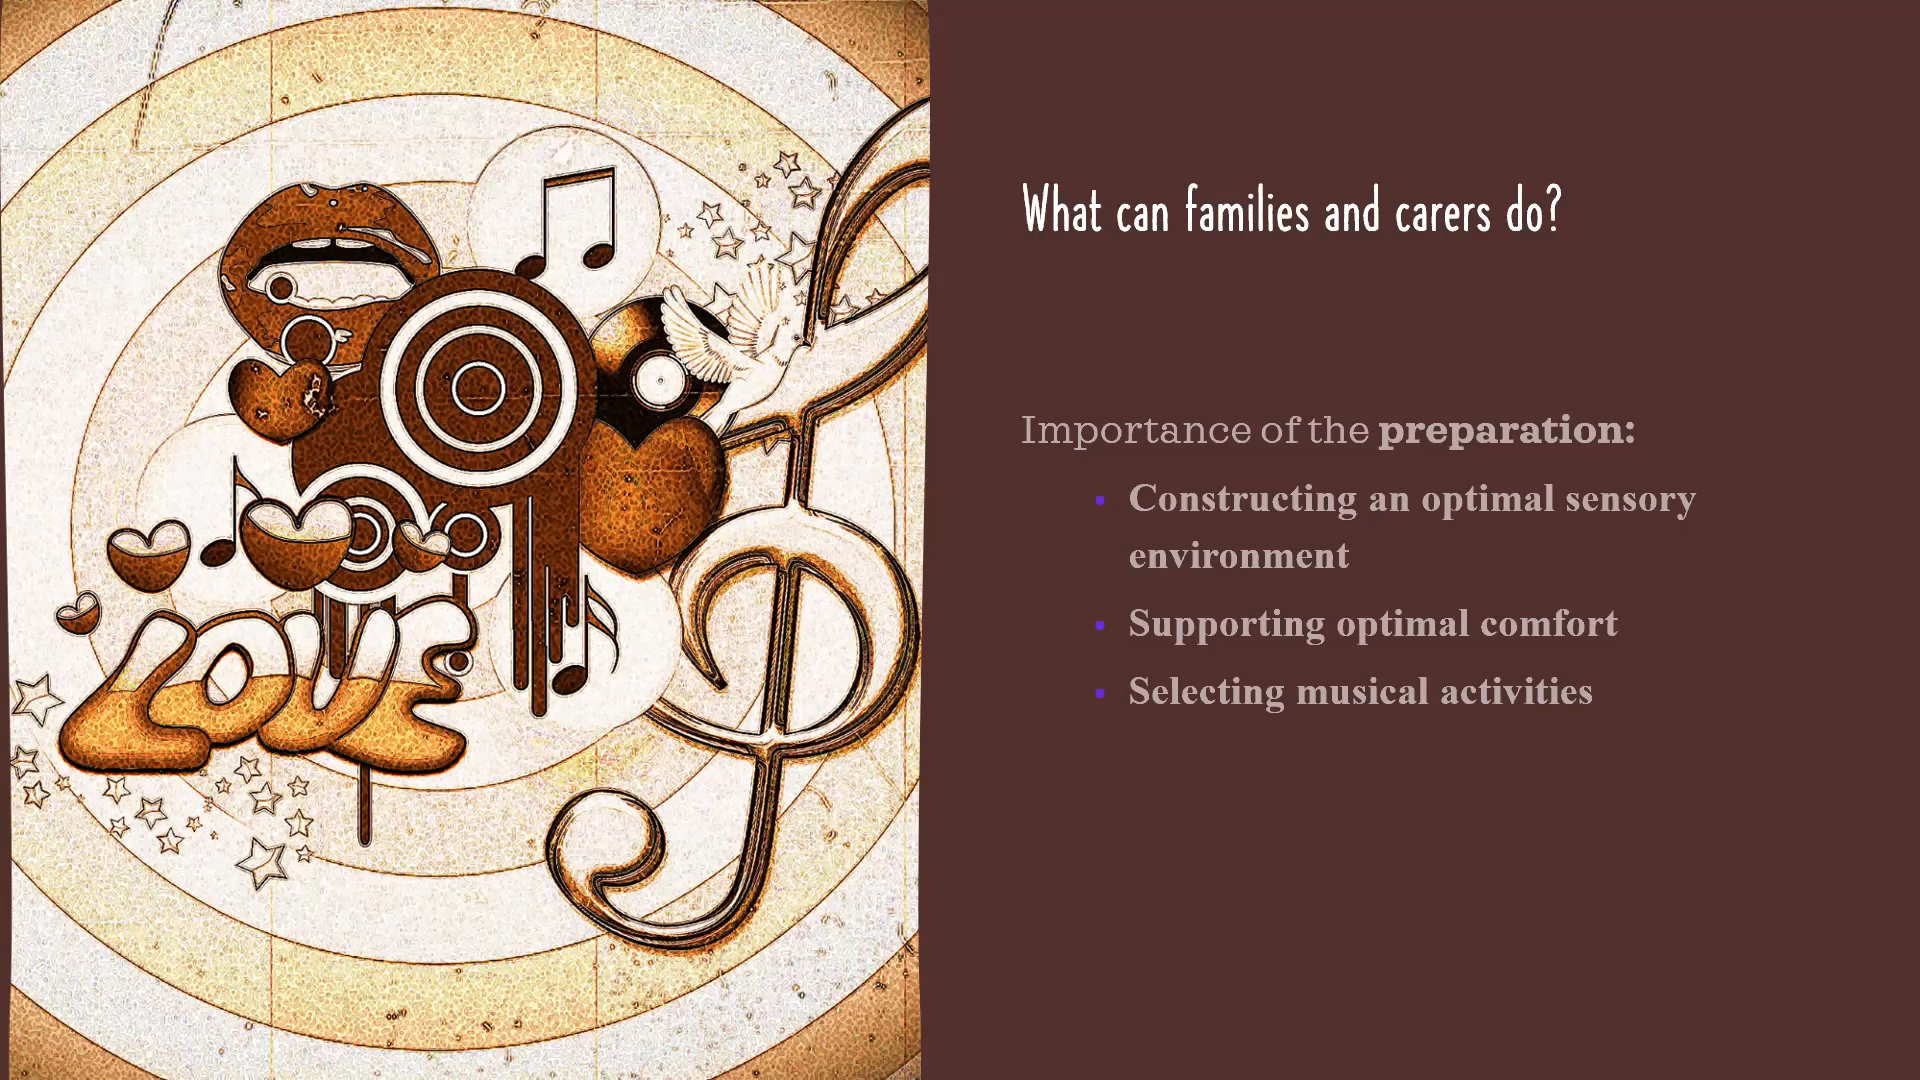 What can families and carers do?
Importance of the preparation:
Constructing an optimal sensory
environment
Supporting optimal comfort
Selecting musical activities
LOVE